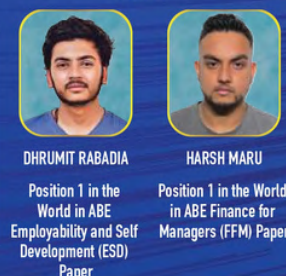 DHRUMIT RABADIA
Position 1 in the
World in ABE
Employability and Self
Development (ESD)
Paper
HARSH MARU
Position 1 in the World
in ABE Finance for
Managers (FFM) Paper